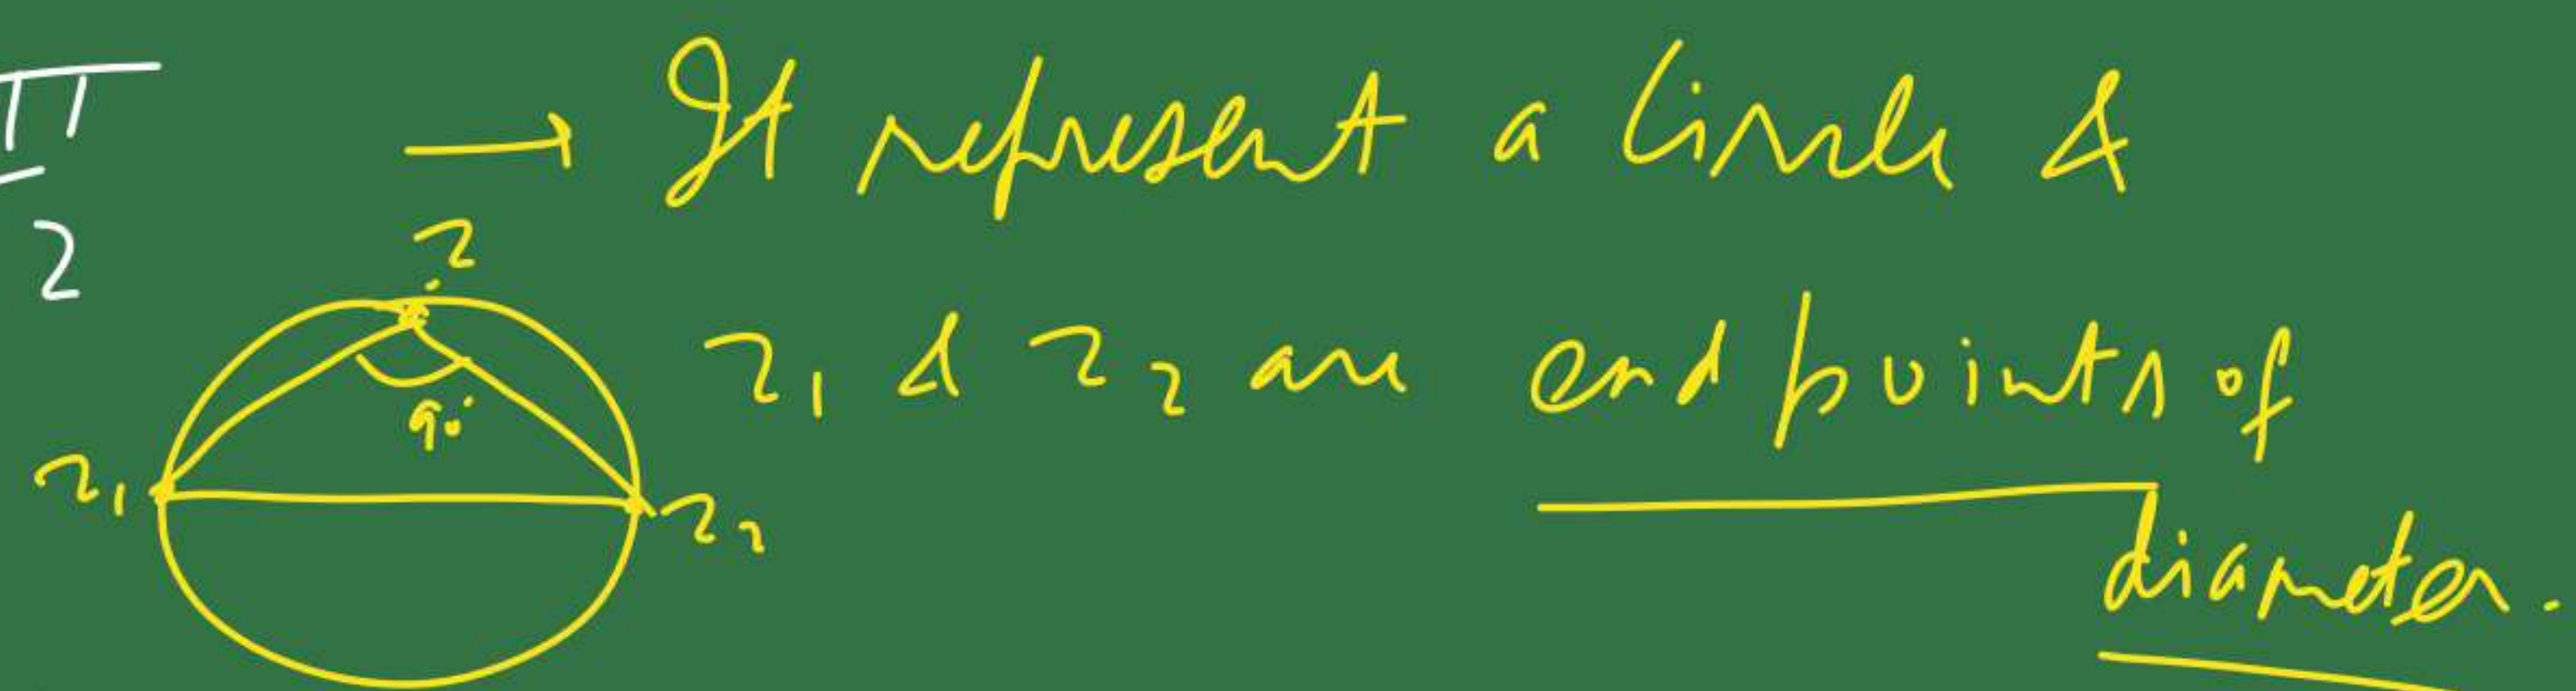 π/2 → It represent a Circle &
z
z₁ & z₂ are end points of
90°
z₁ z₂
diameter.